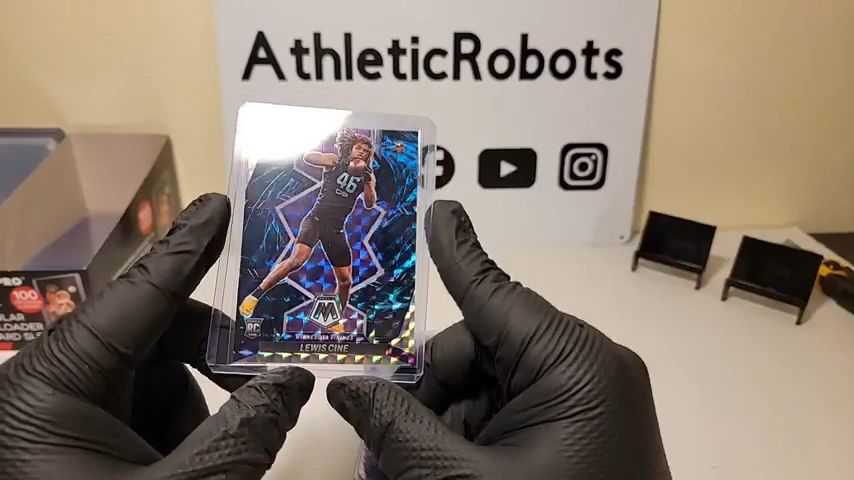 AthleticRobots
46
M
RC
MINNESOTA VIKINGS
LEWIS CINE
PRO
100